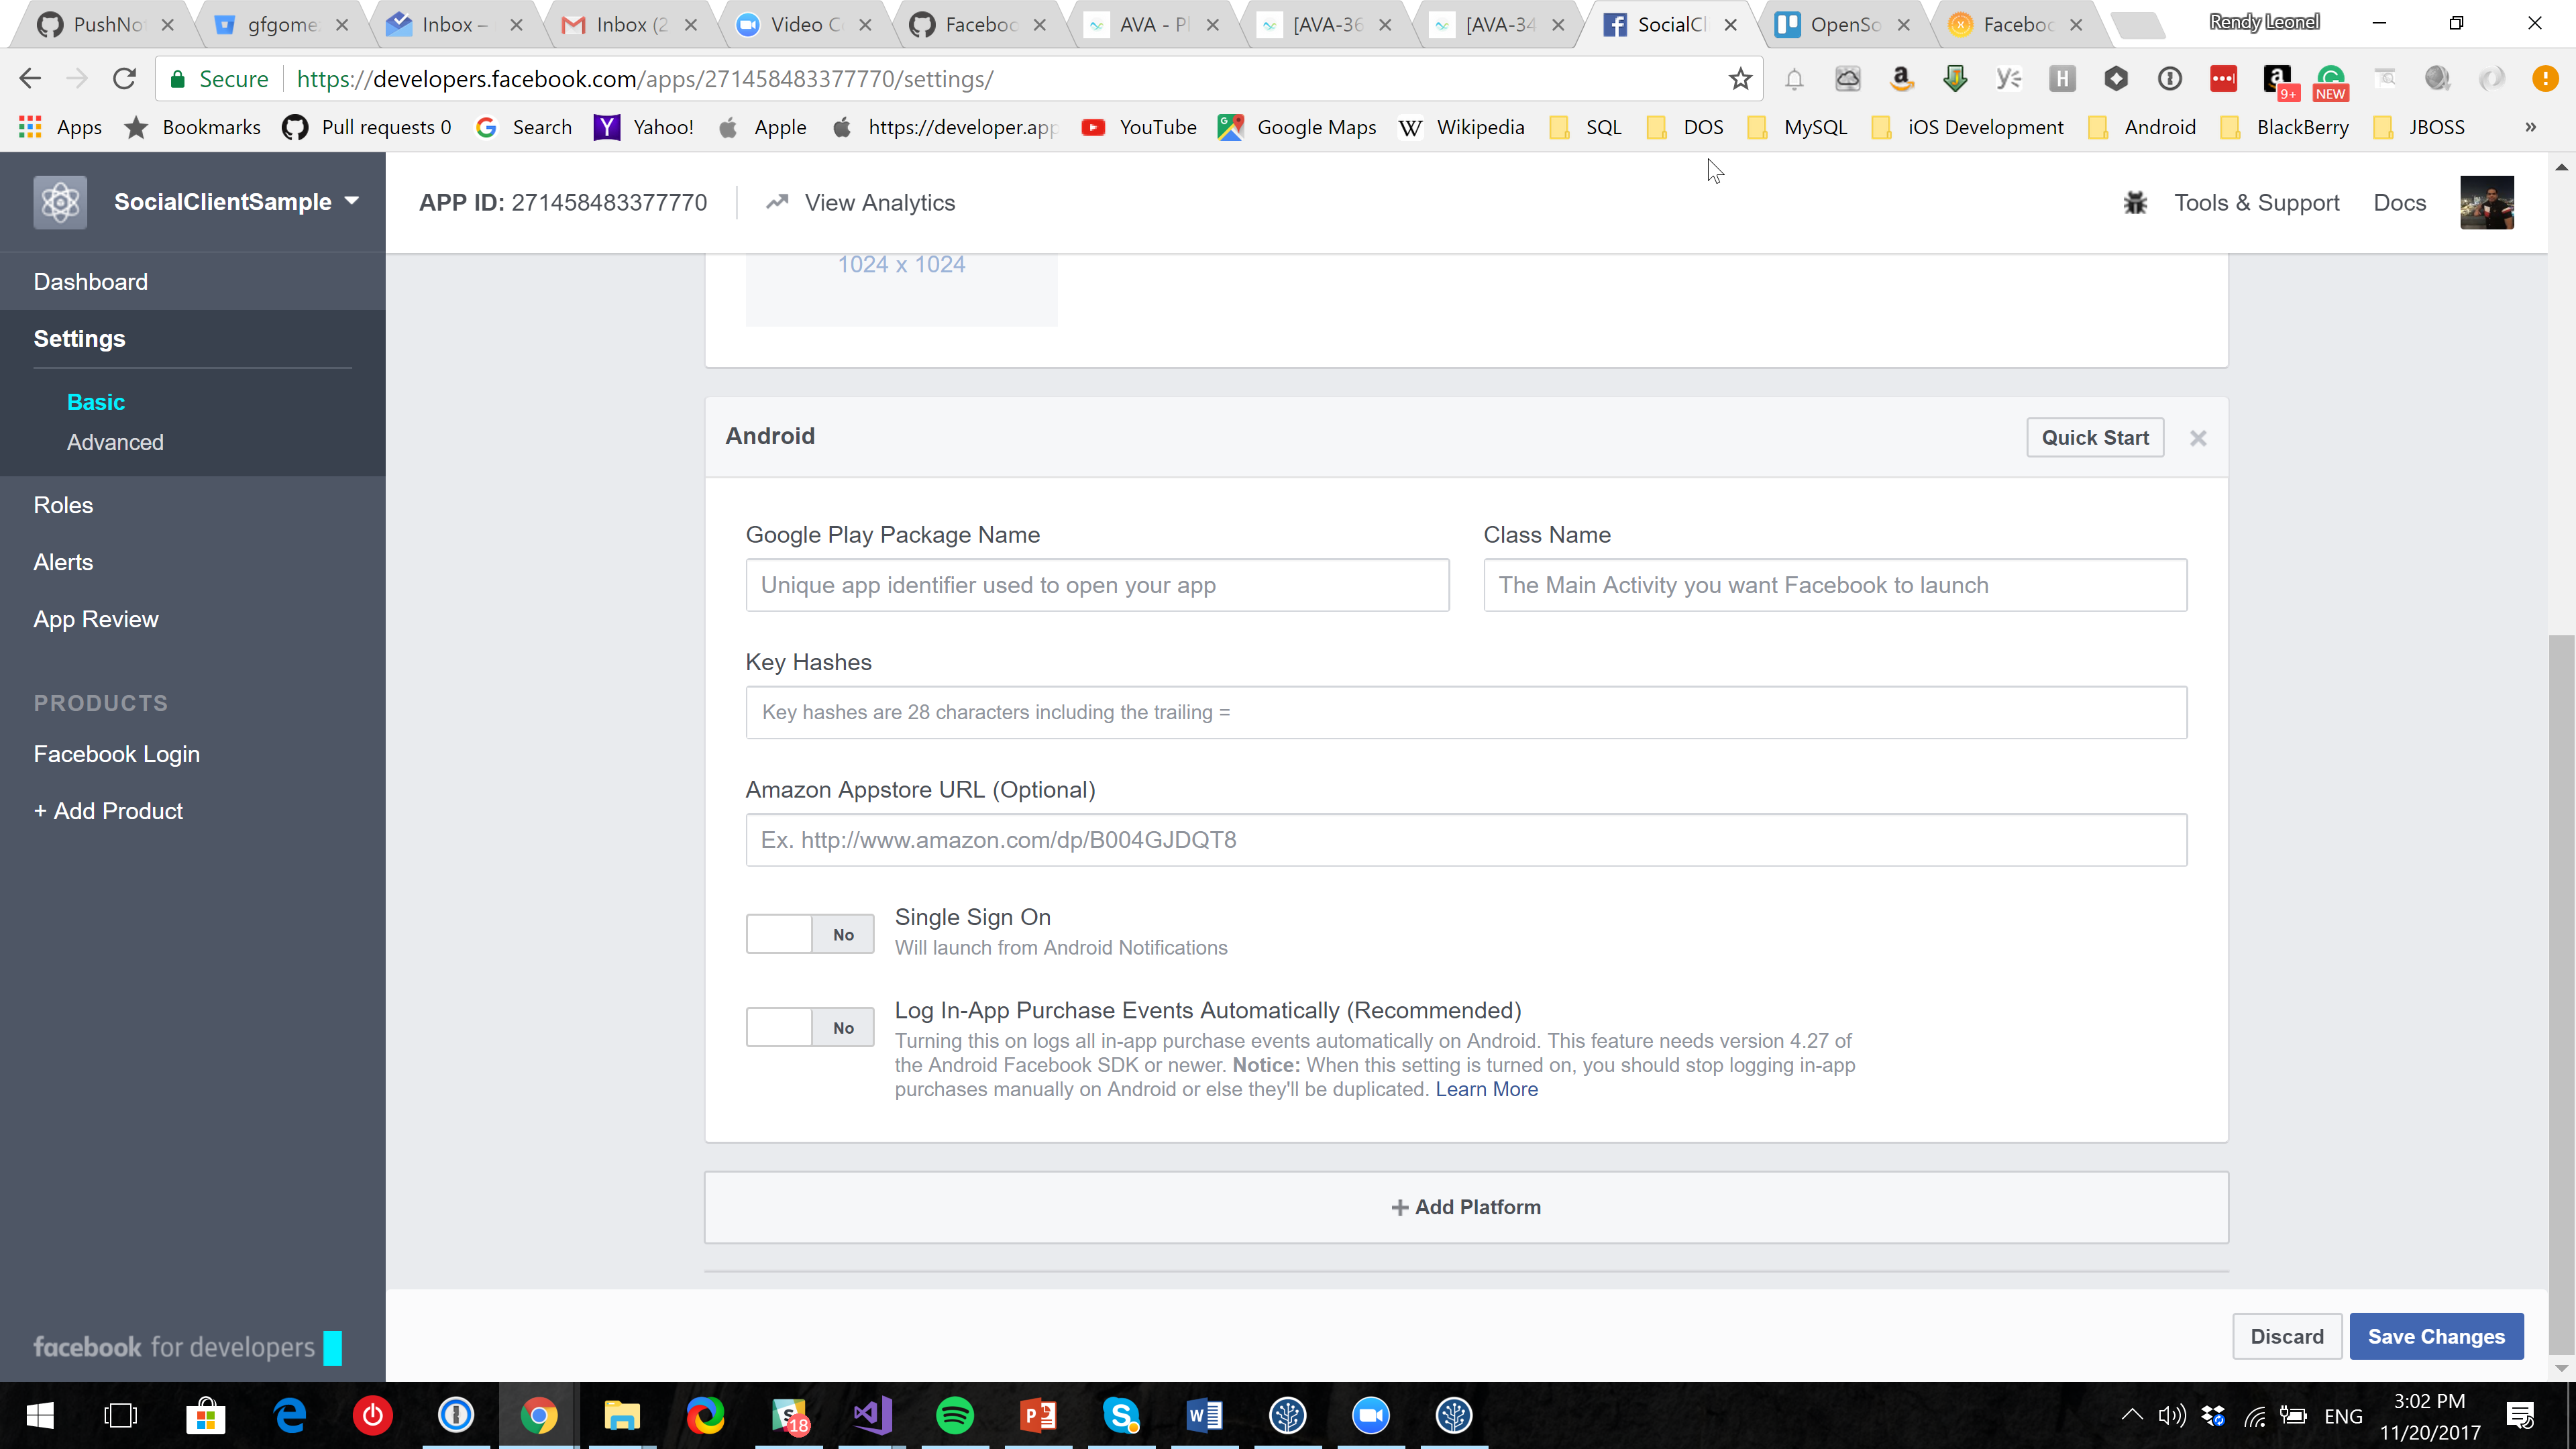 PushNo
gfgome
Inbox –
Inbox (2
Video C
Faceboo
AVA - P
[AVA-36
[AVA-34
SocialCl
OpenSo
Faceboc
Rendy Leonel
Secure
https://developers.facebook.com/apps/271458483377770/settings/
9+
NEW
Apps
Bookmarks
Pull requests 0
Search
Yahoo!
Apple
https://developer.app
YouTube
Google Maps
Wikipedia
SQL
DOS
MySQL
iOS Development
Android
BlackBerry
JBOSS
»
SocialClientSample
APP ID: 271458483377770
View Analytics
Tools & Support
Docs
Dashboard
Settings
Basic
Advanced
Roles
Alerts
App Review
PRODUCTS
Facebook Login
+ Add Product
facebook for developers
1024 x 1024
Android
Quick Start
Google Play Package Name
Class Name
Unique app identifier used to open your app
The Main Activity you want Facebook to launch
Key Hashes
Key hashes are 28 characters including the trailing =
Amazon Appstore URL (Optional)
Ex. http://www.amazon.com/dp/B004GJDQT8
No
Single Sign On
Will launch from Android Notifications
No
Log In-App Purchase Events Automatically (Recommended)
Turning this on logs all in-app purchase events automatically on Android. This feature needs version 4.27 of
the Android Facebook SDK or newer. Notice: When this setting is turned on, you should stop logging in-app
purchases manually on Android or else they'll be duplicated. Learn More
+ Add Platform
Discard
Save Changes
18
ENG
3:02 PM
11/20/2017